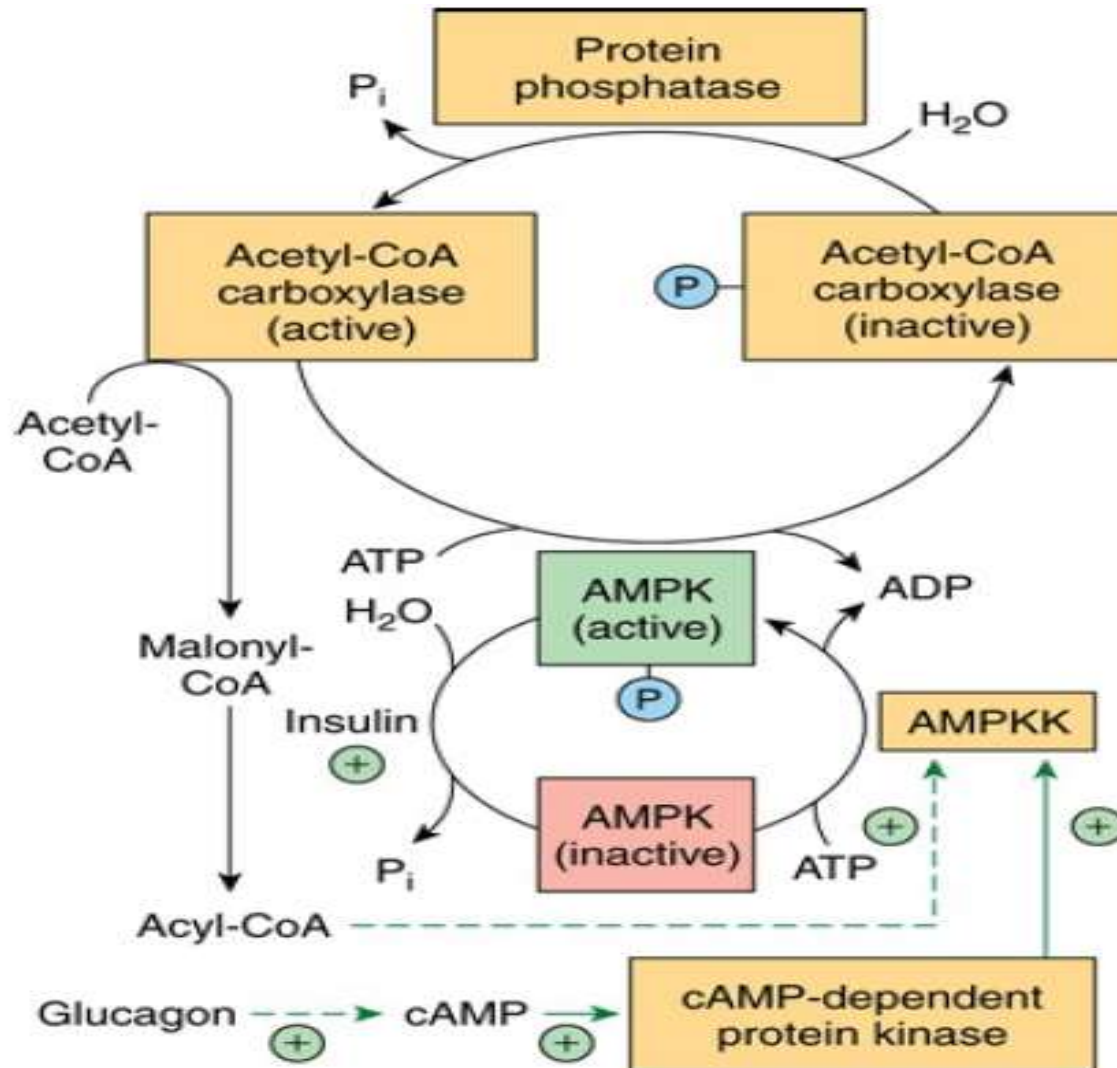 Protein
phosphatase
Pi
H₂O
Acetyl-CoA
carboxylase
(active)
P
Acetyl-CoA
carboxylase
(inactive)
Acetyl-
CoA
ATP
H₂O
AMPK
(active)
P
ADP
Malonyl-
CoA
Insulin
+
AMPKK
AMPK
(inactive)
+
+
Pi
ATP
Acyl-CoA
Glucagon
+
cAMP
+
cAMP-dependent
protein kinase